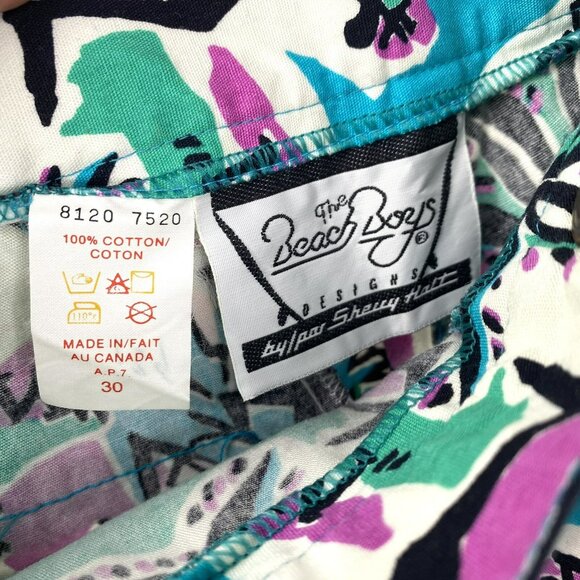 8120 7520
100% COTTON/
COTON
110°
MADE IN/FAIT
AU CANADA
A.P.7
30
The
Beach Boys®
DESIGNS
by/par Sherry Holt